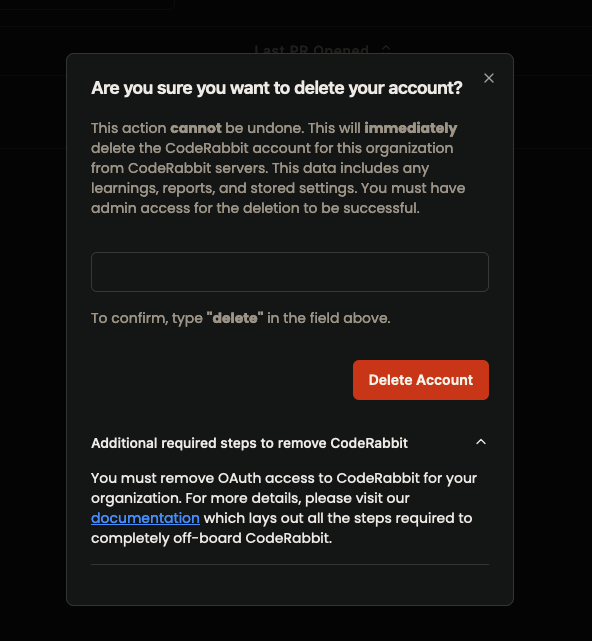 Last PR Opened
Are you sure you want to delete your account?
This action cannot be undone. This will immediately
delete the CodeRabbit account for this organization
from CodeRabbit servers. This data includes any
learnings, reports, and stored settings. You must have
admin access for the deletion to be successful.
To confirm, type "delete" in the field above.
Delete Account
Additional required steps to remove CodeRabbit
You must remove OAuth access to CodeRabbit for your
organization. For more details, please visit our
documentation which lays out all the steps required to
completely off-board CodeRabbit.